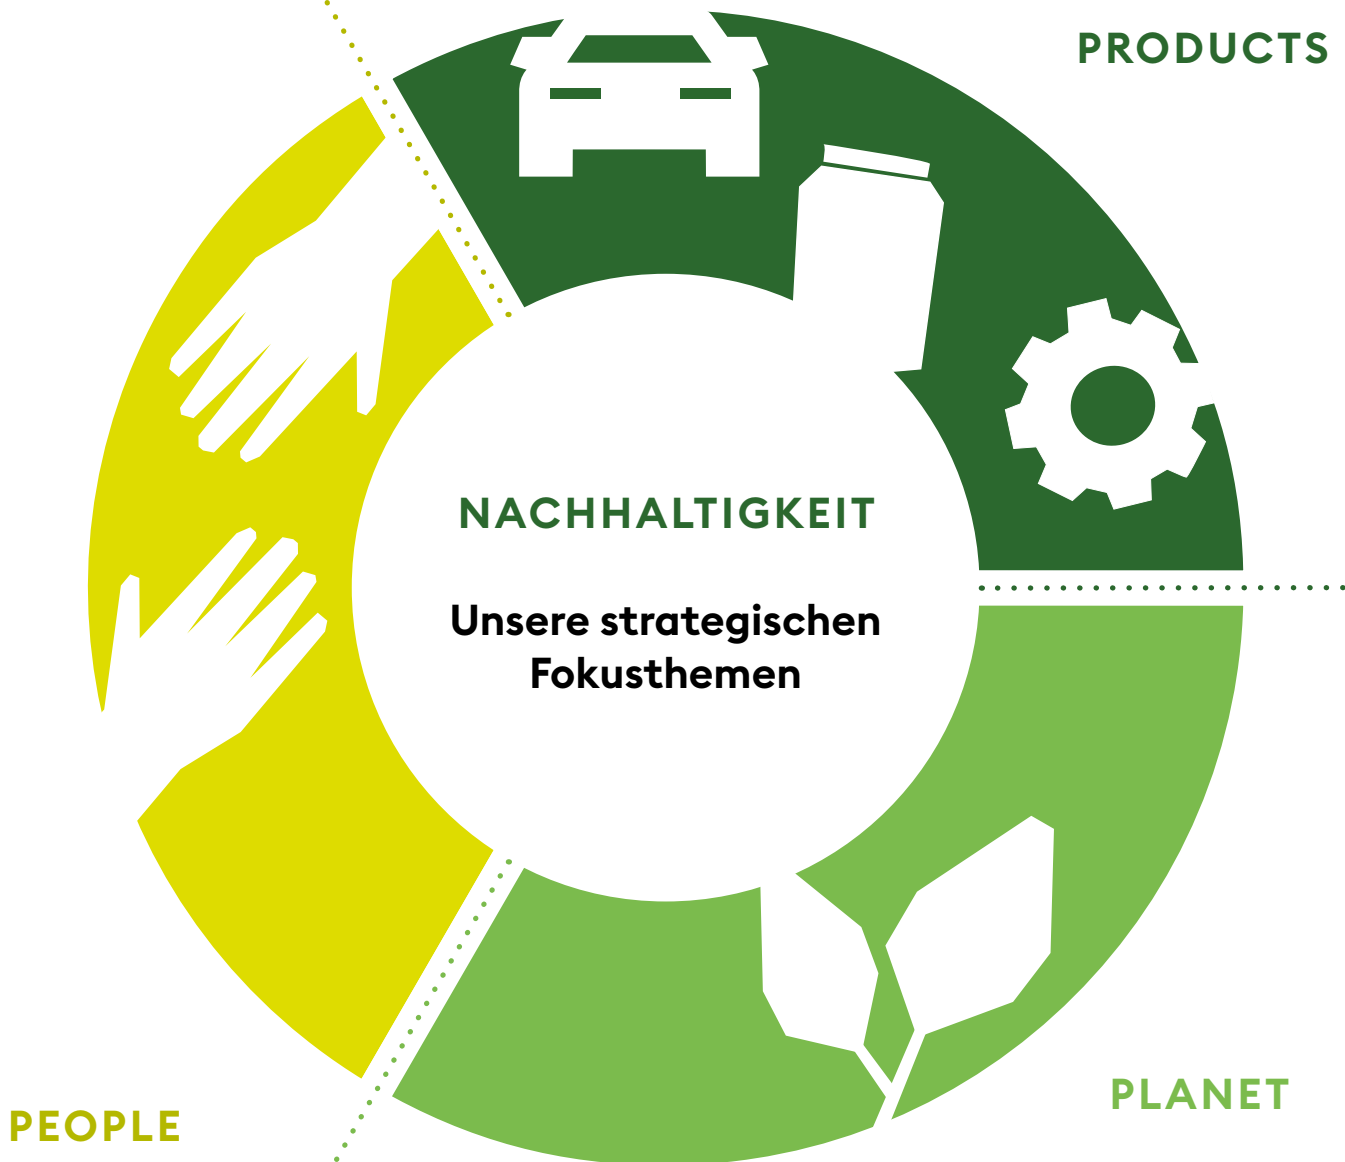 PRODUCTS
NACHHALTIGKEIT
Unsere strategischen
Fokusthemen
PLANET
PEOPLE